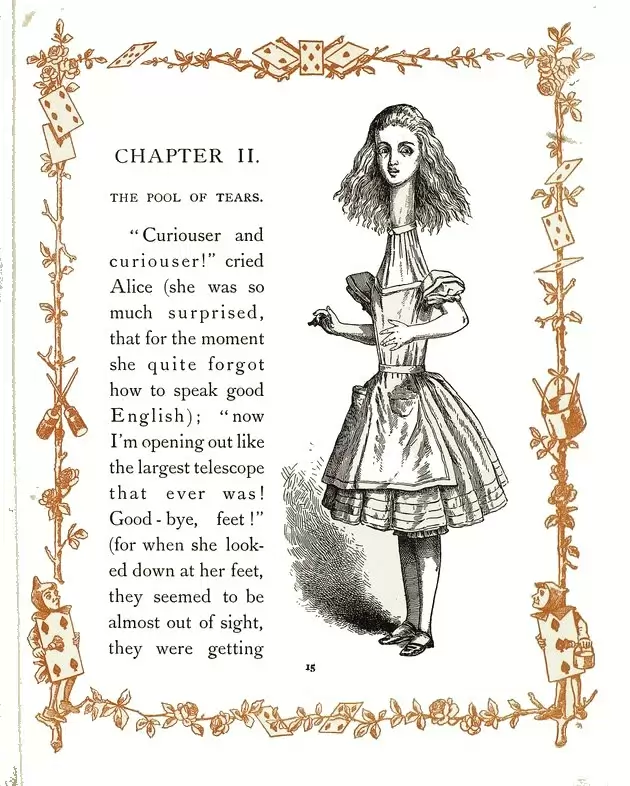 CHAPTER II.
THE POOL OF TEARS.
“Curiouser and
curiouser!” cried
Alice (she was so
much surprised,
that for the moment
she quite forgot
how to speak good
English); “now
I’m opening out like
the largest telescope
that ever was!
Good-bye, feet!”
(for when she look-
ed down at her feet,
they seemed to be
almost out of sight,
they were getting
15